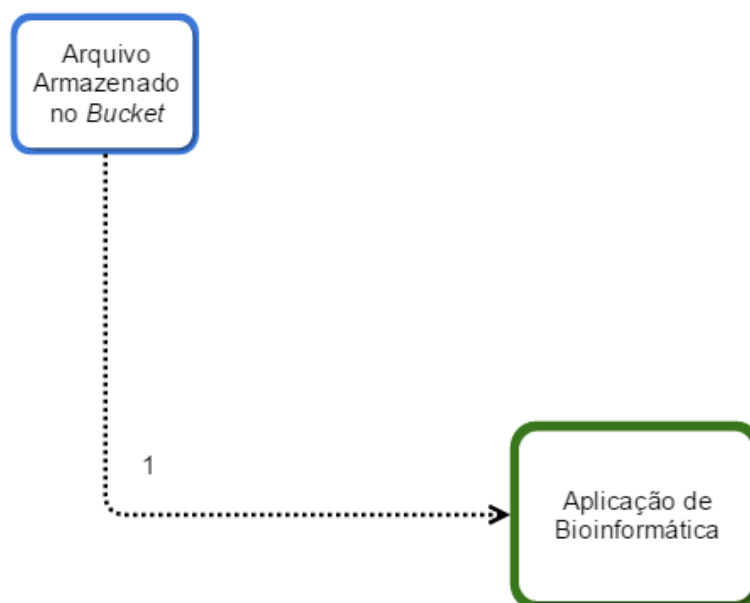 Arquivo
Armazenado
no Bucket
1
Aplicação de
Bioinformática